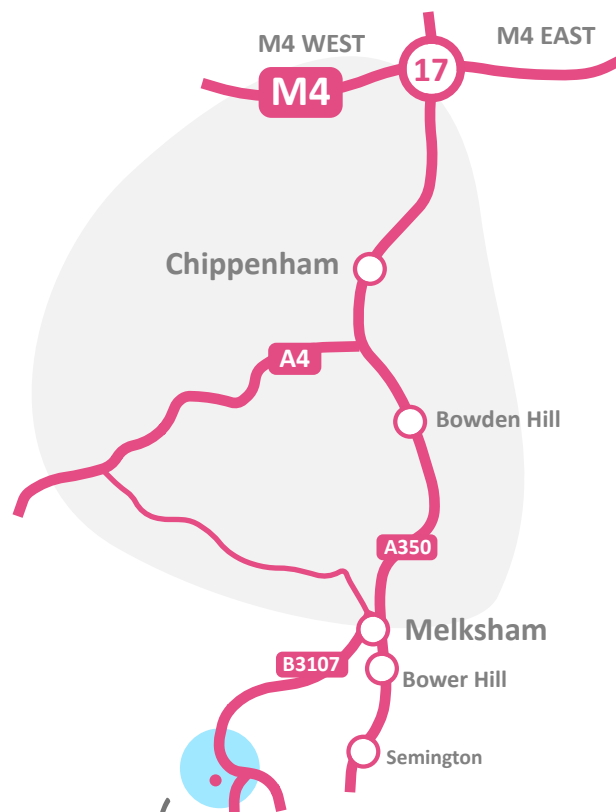 M4 WEST
M4 EAST
17
M4
Chippenham
A4
Bowden Hill
A350
Melksham
B3107
Bower Hill
Semington